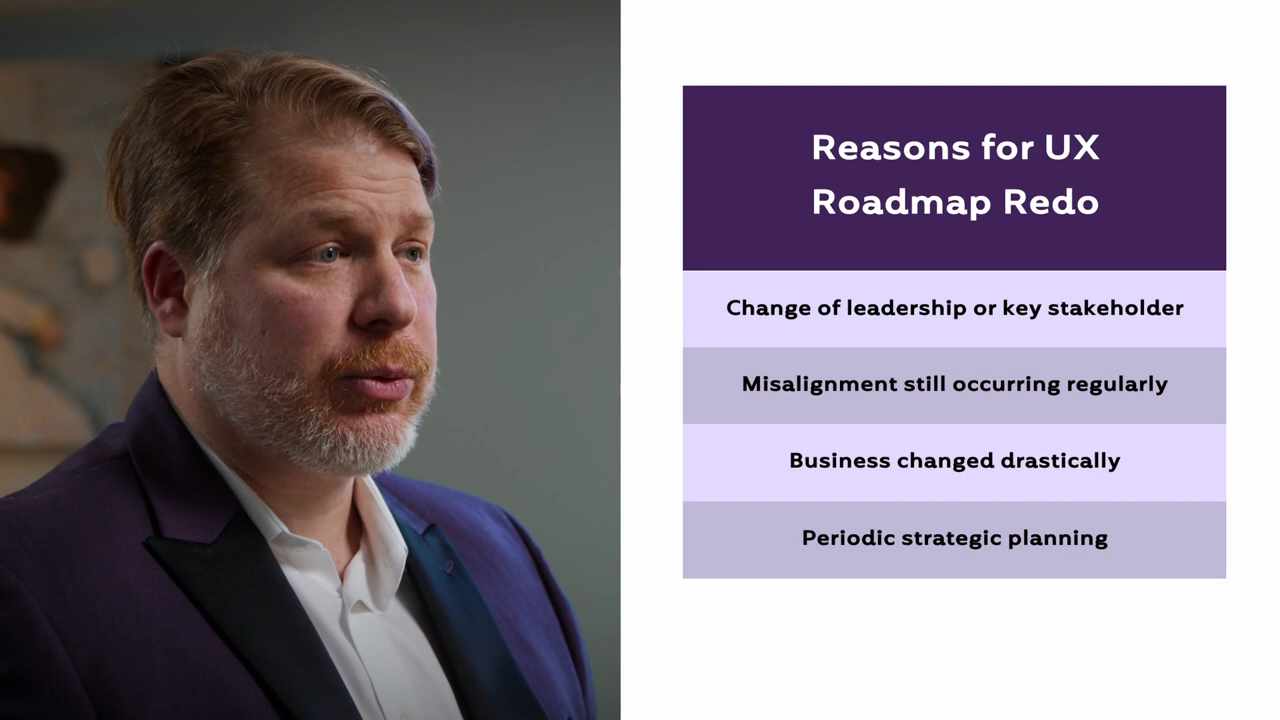 Reasons for UX
Roadmap Redo
Change of leadership or key stakeholder
Misalignment still occurring regularly
Business changed drastically
Periodic strategic planning